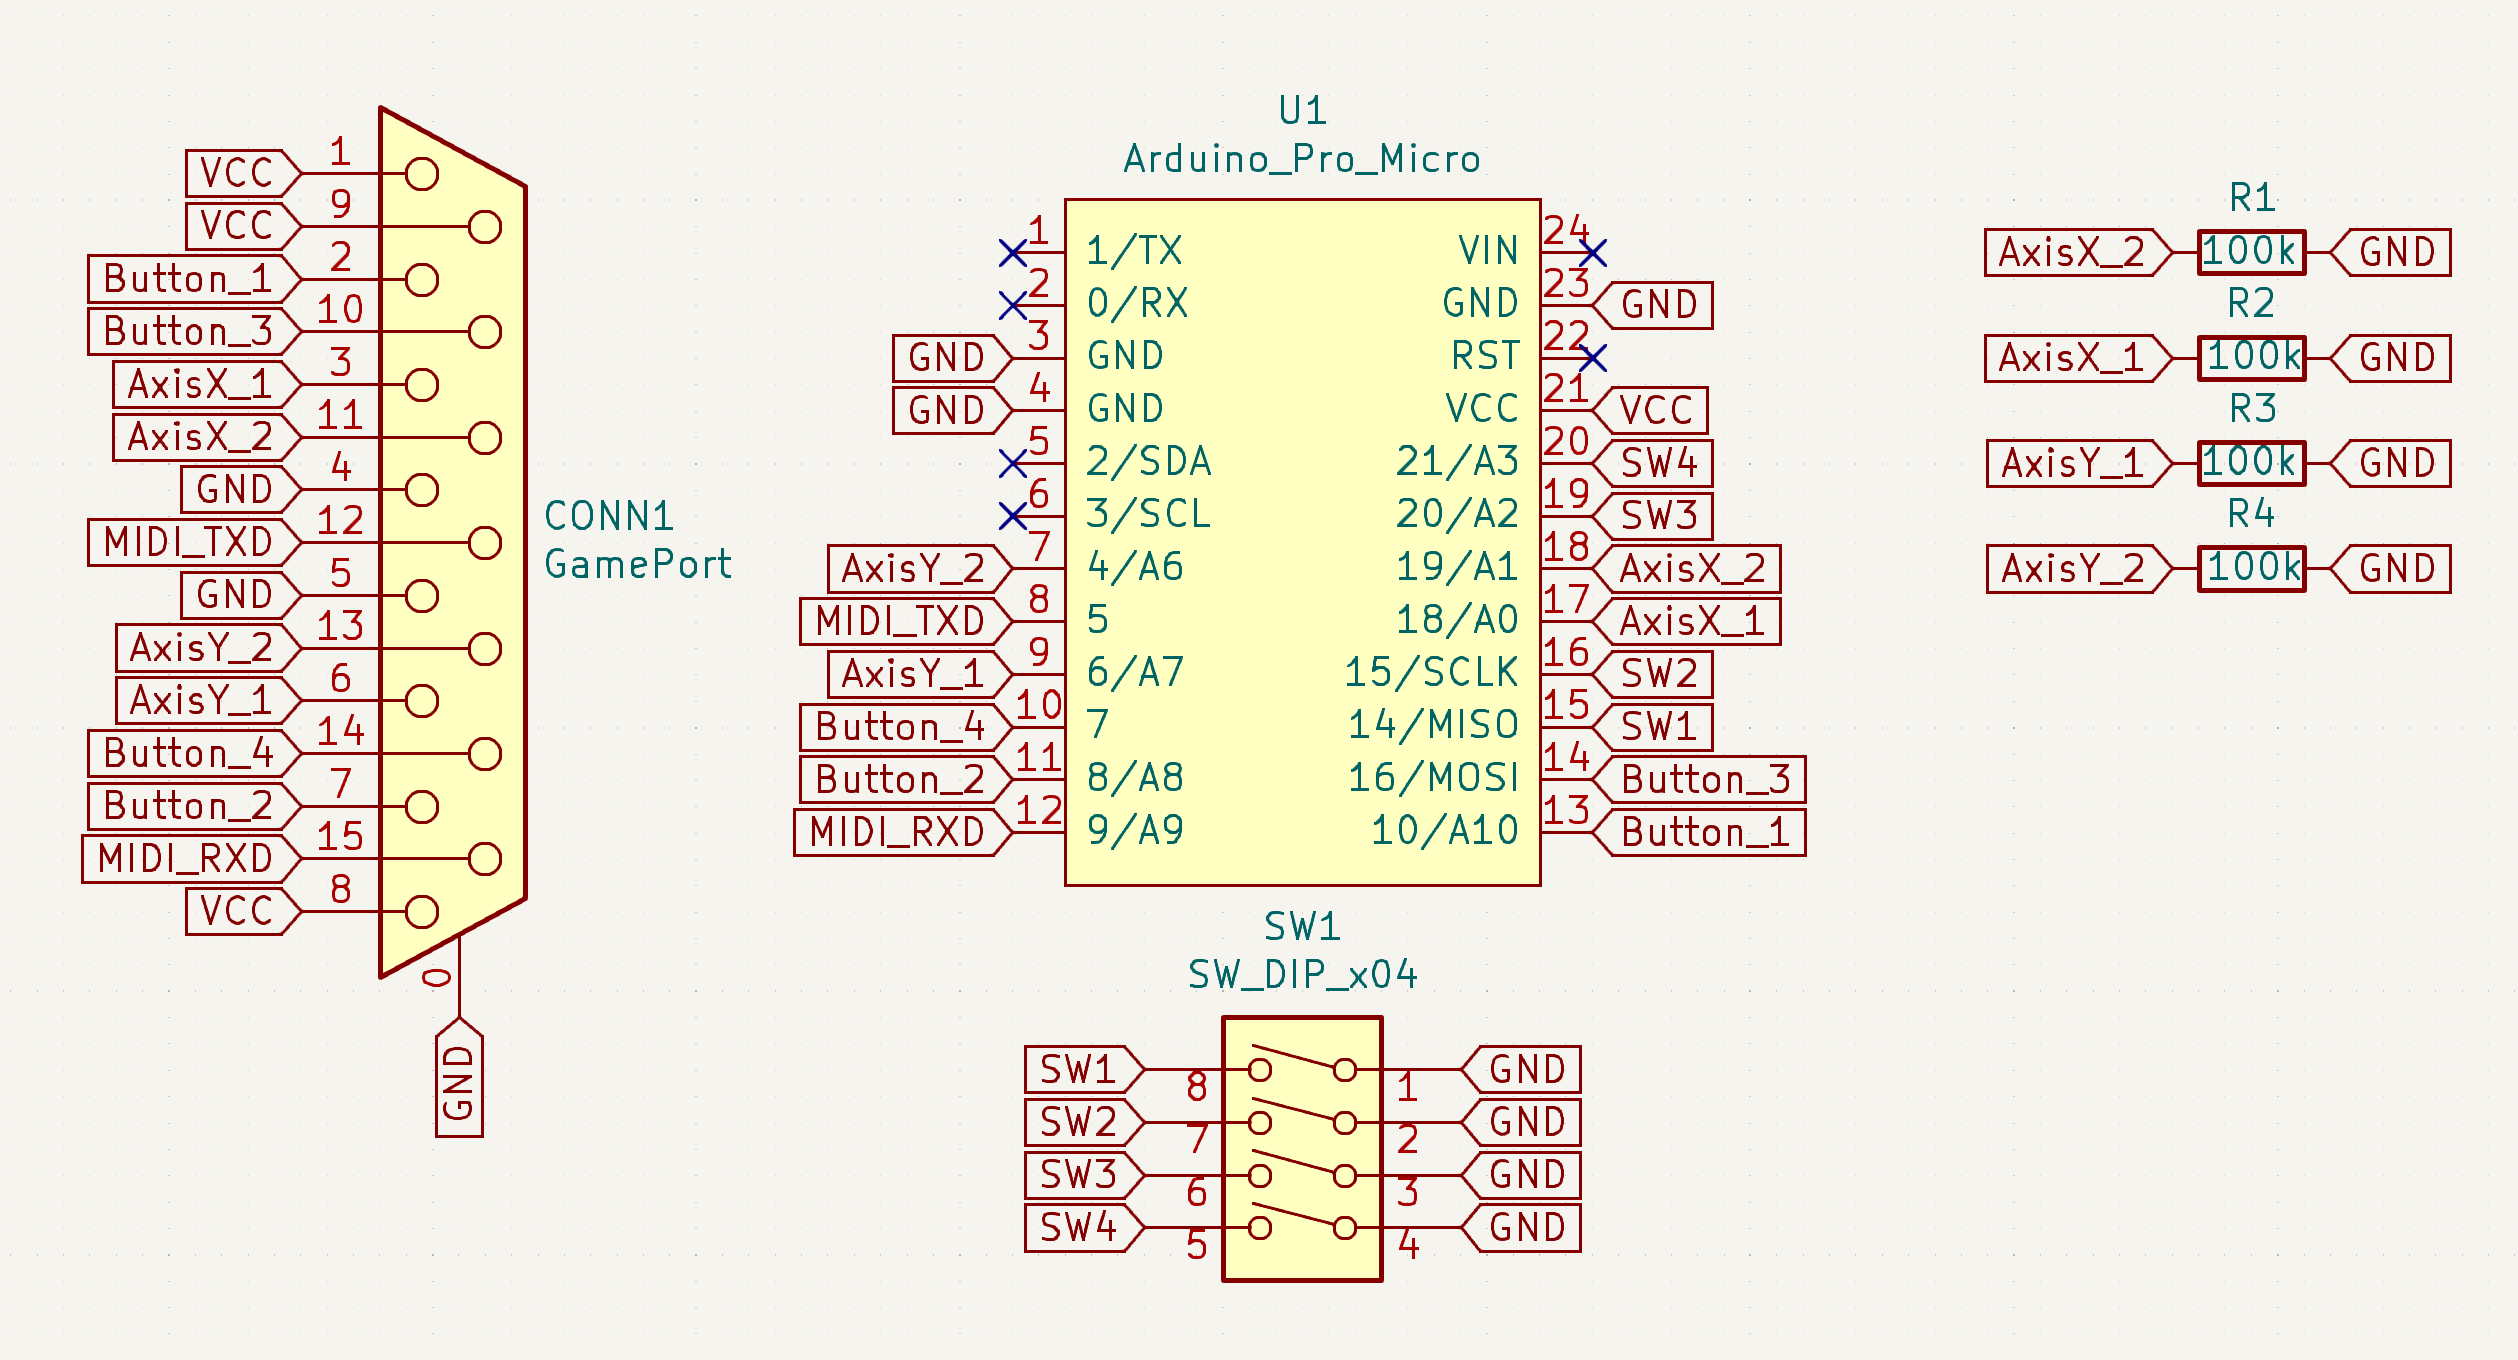 1
VCC
9
VCC
2
Button_1
10
Button_3
3
AxisX_1
11
AxisX_2
4
GND
12
MIDI_TXD
5
GND
13
AxisY_2
6
AxisY_1
14
Button_4
7
Button_2
15
MIDI_RXD
8
VCC
0
GND
CONN1
GamePort
U1
Arduino_Pro_Micro
1 1/TX VIN 24
2 0/RX GND 23 GND
GND 3 GND RST 22
GND 4 GND VCC 21 VCC
5 2/SDA 21/A3 20 SW4
6 3/SCL 20/A2 19 SW3
AxisY_2 7 4/A6 19/A1 18 AxisX_2
MIDI_TXD 8 5 18/A0 17 AxisX_1
AxisY_1 9 6/A7 15/SCLK 16 SW2
Button_4 10 7 14/MISO 15 SW1
Button_2 11 8/A8 16/MOSI 14 Button_3
MIDI_RXD 12 9/A9 10/A10 13 Button_1
SW1
SW_DIP_x04
SW1 8 1 GND
SW2 7 2 GND
SW3 6 3 GND
SW4 5 4 GND
R1
AxisX_2 100k GND
R2
AxisX_1 100k GND
R3
AxisY_1 100k GND
R4
AxisY_2 100k GND